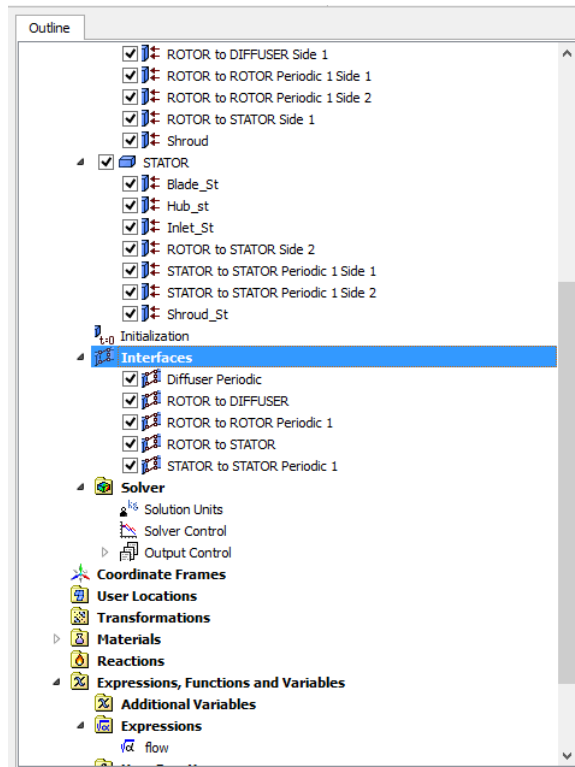 Outline
ROTOR to DIFFUSER Side 1
ROTOR to ROTOR Periodic 1 Side 1
ROTOR to ROTOR Periodic 1 Side 2
ROTOR to STATOR Side 1
Shroud
STATOR
Blade_St
Hub_st
Inlet_St
ROTOR to STATOR Side 2
STATOR to STATOR Periodic 1 Side 1
STATOR to STATOR Periodic 1 Side 2
Shroud_St
t=0 Initialization
Interfaces
Diffuser Periodic
ROTOR to DIFFUSER
ROTOR to ROTOR Periodic 1
ROTOR to STATOR
STATOR to STATOR Periodic 1
Solver
kg Solution Units
Solver Control
Output Control
Coordinate Frames
User Locations
Transformations
Materials
Reactions
Expressions, Functions and Variables
Additional Variables
√α Expressions
√α flow